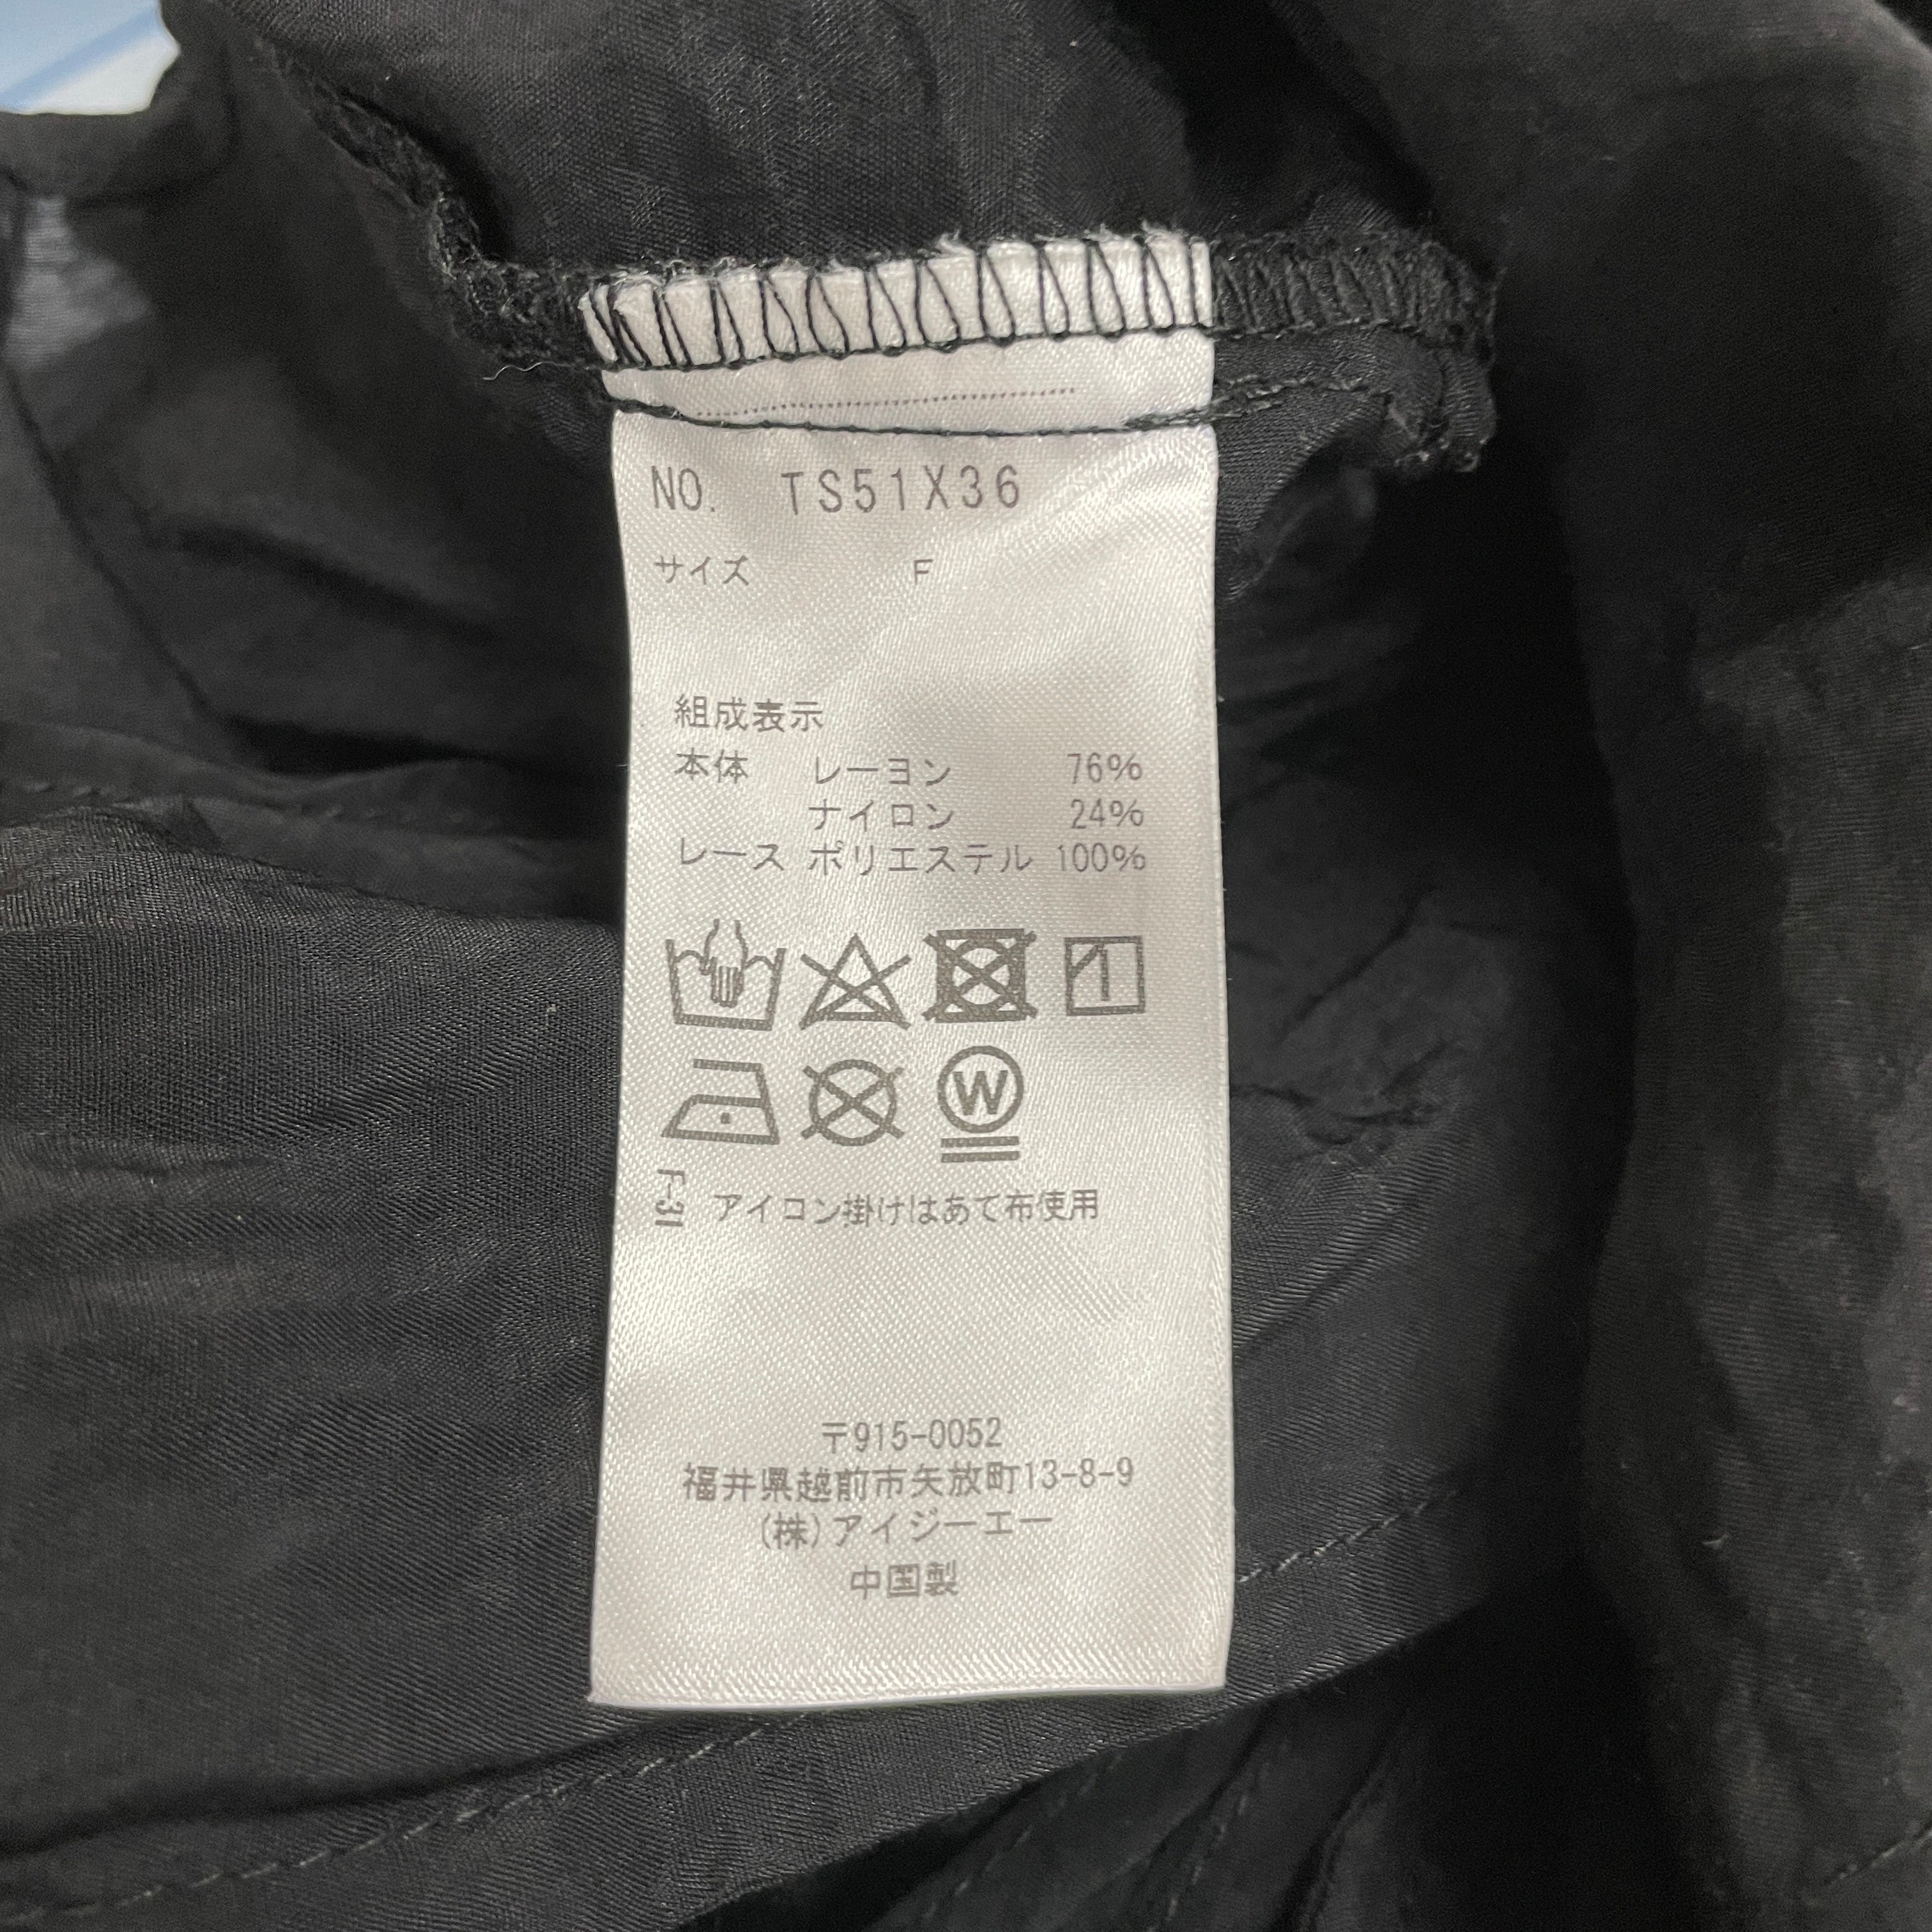 NO. TS51X36
サイズ F
組成表示
本体 レーヨン 76%
ナイロン 24%
レース ポリエステル 100%
W
F-31 アイロン掛けはあて布使用
〒915-0052
福井県越前市矢放町13-8-9
(株)アイジーエー
中国製